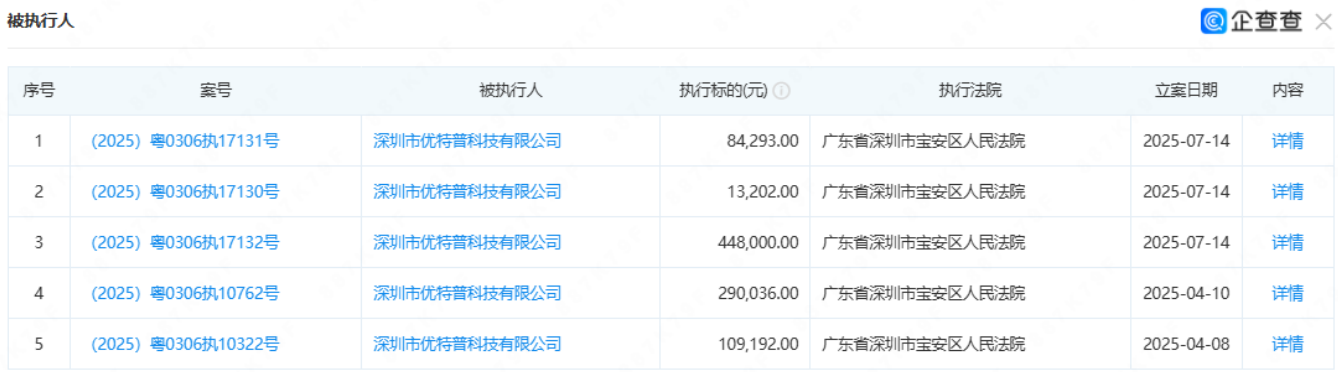 被执行人 企查查
序号 案号 被执行人 执行标的(元) 执行法院 立案日期 内容
1 (2025) 粤0306执17131号 深圳市优特普科技有限公司 84,293.00 广东省深圳市宝安区人民法院 2025-07-14 详情
2 (2025) 粤0306执17130号 深圳市优特普科技有限公司 13,202.00 广东省深圳市宝安区人民法院 2025-07-14 详情
3 (2025) 粤0306执17132号 深圳市优特普科技有限公司 448,000.00 广东省深圳市宝安区人民法院 2025-07-14 详情
4 (2025) 粤0306执10762号 深圳市优特普科技有限公司 290,036.00 广东省深圳市宝安区人民法院 2025-04-10 详情
5 (2025) 粤0306执10322号 深圳市优特普科技有限公司 109,192.00 广东省深圳市宝安区人民法院 2025-04-08 详情